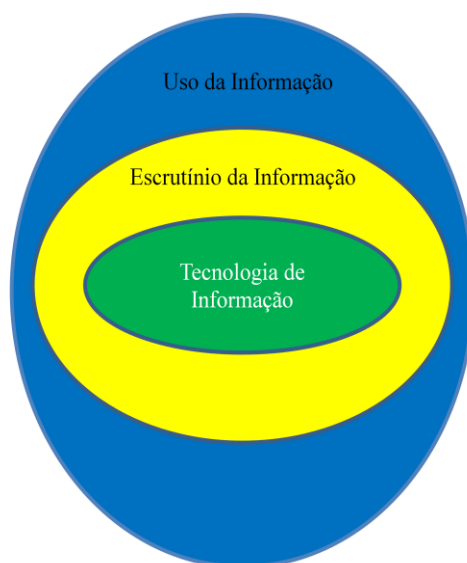 Uso da Informação
Escrutínio da Informação
Tecnologia de
Informação